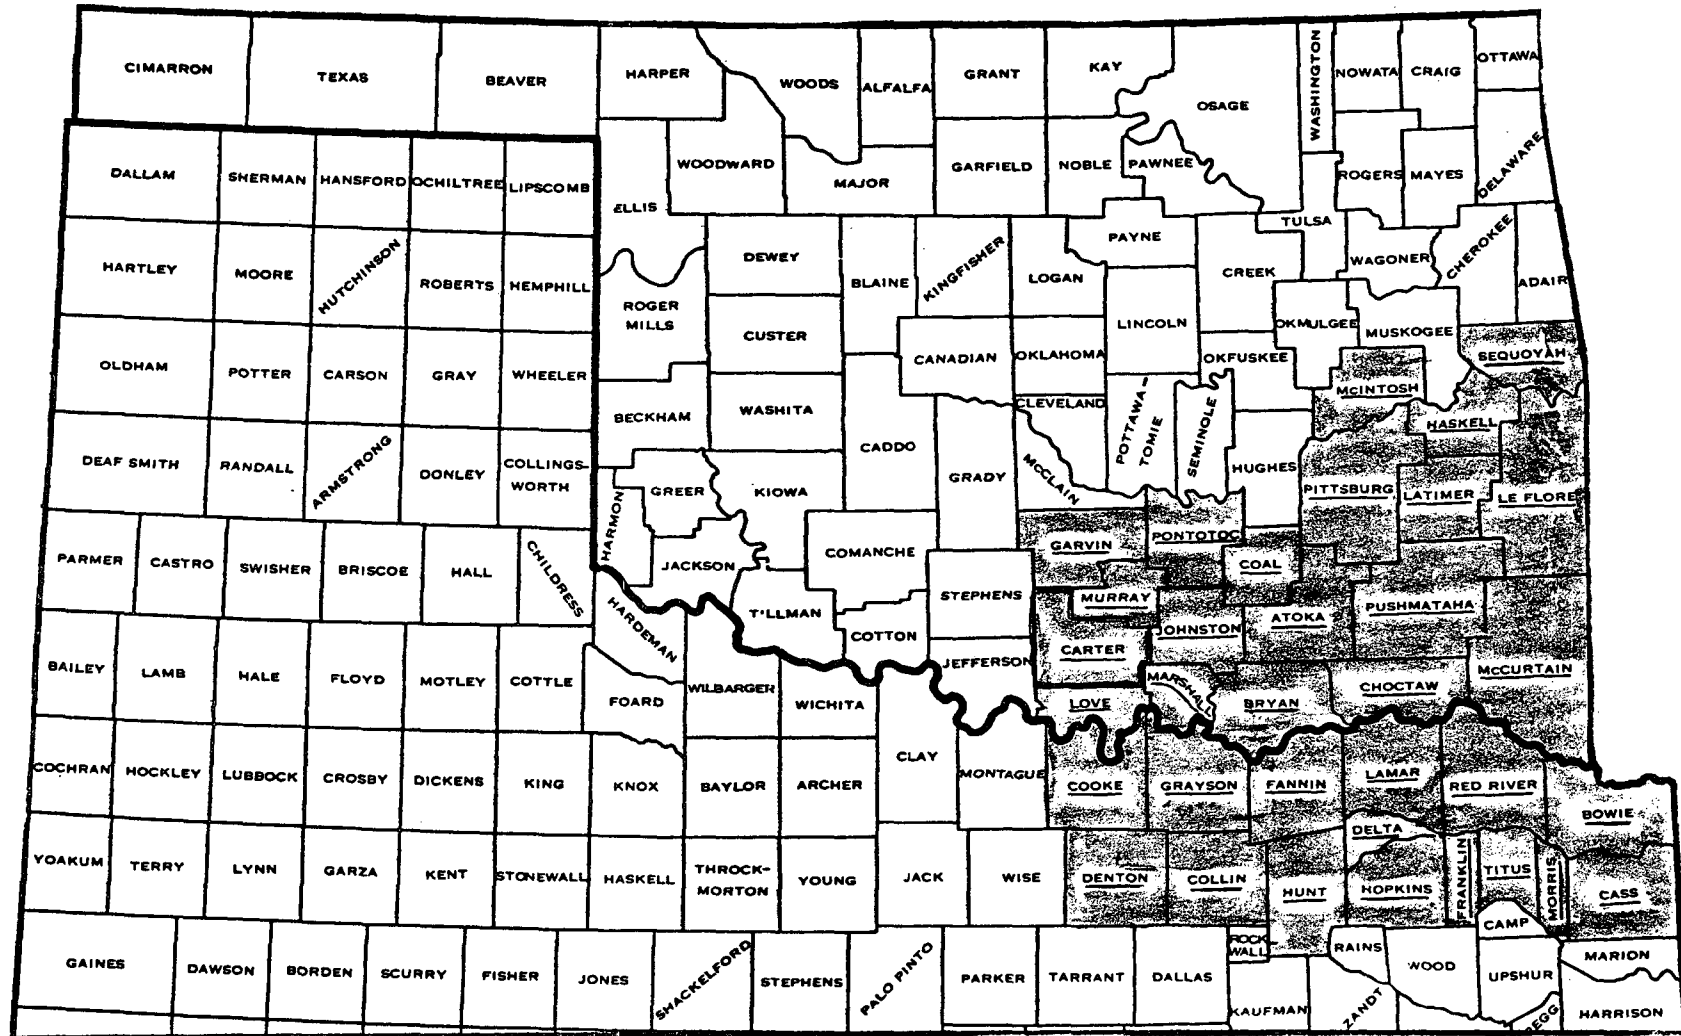 CIMARRON
TEXAS
BEAVER
HARPER
WOODS
ALFALFA
GRANT
KAY
OSAGE
WASHINGTON
NOWATA
CRAIG
OTTAWA
DALLAM
SHERMAN
HANSFORD
OCHILTREE
LIPSCOMB
ELLIS
WOODWARD
MAJOR
GARFIELD
NOBLE
PAWNEE
ROGERS
MAYES
DELAWARE
TULSA
HARTLEY
MOORE
HUTCHINSON
ROBERTS
HEMPHILL
ROGER
MILLS
DEWEY
BLAINE
KINGFISHER
LOGAN
PAYNE
CREEK
WAGONER
CHEROKEE
ADAIR
LINCOLN
OKMULGEE
MUSKOGEE
OLDHAM
POTTER
CARSON
GRAY
WHEELER
CUSTER
CANADIAN
OKLAHOMA
OKFUSKEE
SEQUOYAH
MCINTOSH
BECKHAM
WASHITA
CLEVELAND
POTTAWA-
TOMIE
SEMINOLE
HASKELL
DEAF SMITH
RANDALL
ARMSTRONG
DONLEY
COLLINGS-
WORTH
GREER
KIOWA
CADDO
GRADY
MCCLAIN
HUGHES
PITTSBURG
LATIMER
LE FLORE
HARMON
PARMER
CASTRO
SWISHER
BRISCOE
HALL
CHILDRESS
JACKSON
COMANCHE
GARVIN
PONTOTOC
COAL
HARDEMAN
TILLMAN
COTTON
STEPHENS
MURRAY
JOHNSTON
ATOKA
PUSHMATAHA
BAILEY
LAMB
HALE
FLOYD
MOTLEY
COTTLE
FOARD
WILBARGER
WICHITA
JEFFERSON
CARTER
LOVE
MARSHALL
BRYAN
CHOCTAW
McCURTAIN
COCHRAN
HOCKLEY
LUBBOCK
CROSBY
DICKENS
KING
KNOX
BAYLOR
ARCHER
CLAY
MONTAGUE
COOKE
GRAYSON
FANNIN
LAMAR
RED RIVER
BOWIE
DELTA
YOAKUM
TERRY
LYNN
GARZA
KENT
STONEWALL
HASKELL
THROCK-
MORTON
YOUNG
JACK
WISE
DENTON
COLLIN
HUNT
HOPKINS
FRANKLIN
TITUS
MORRIS
CASS
CAMP
GAINES
DAWSON
BORDEN
SCURRY
FISHER
JONES
SHACKELFORD
STEPHENS
PALO PINTO
PARKER
TARRANT
DALLAS
ROCK
WALL
RAINS
WOOD
UPSHUR
MARION
KAUFMAN
ZANDT
EGG
HARRISON